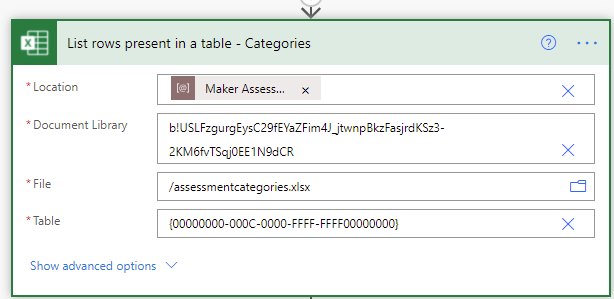 List rows present in a table - Categories
* Location
Maker Assess... ×
* Document Library
b!USLFzgurgEysC29fEYaZFim4J_jtwnpBkzFasjrdKSz3-
2KM6fvTSqj0EE1N9dCR
* File
/assessmentcategories.xlsx
* Table
{00000000-000C-0000-FFFF-FFFF00000000}
Show advanced options